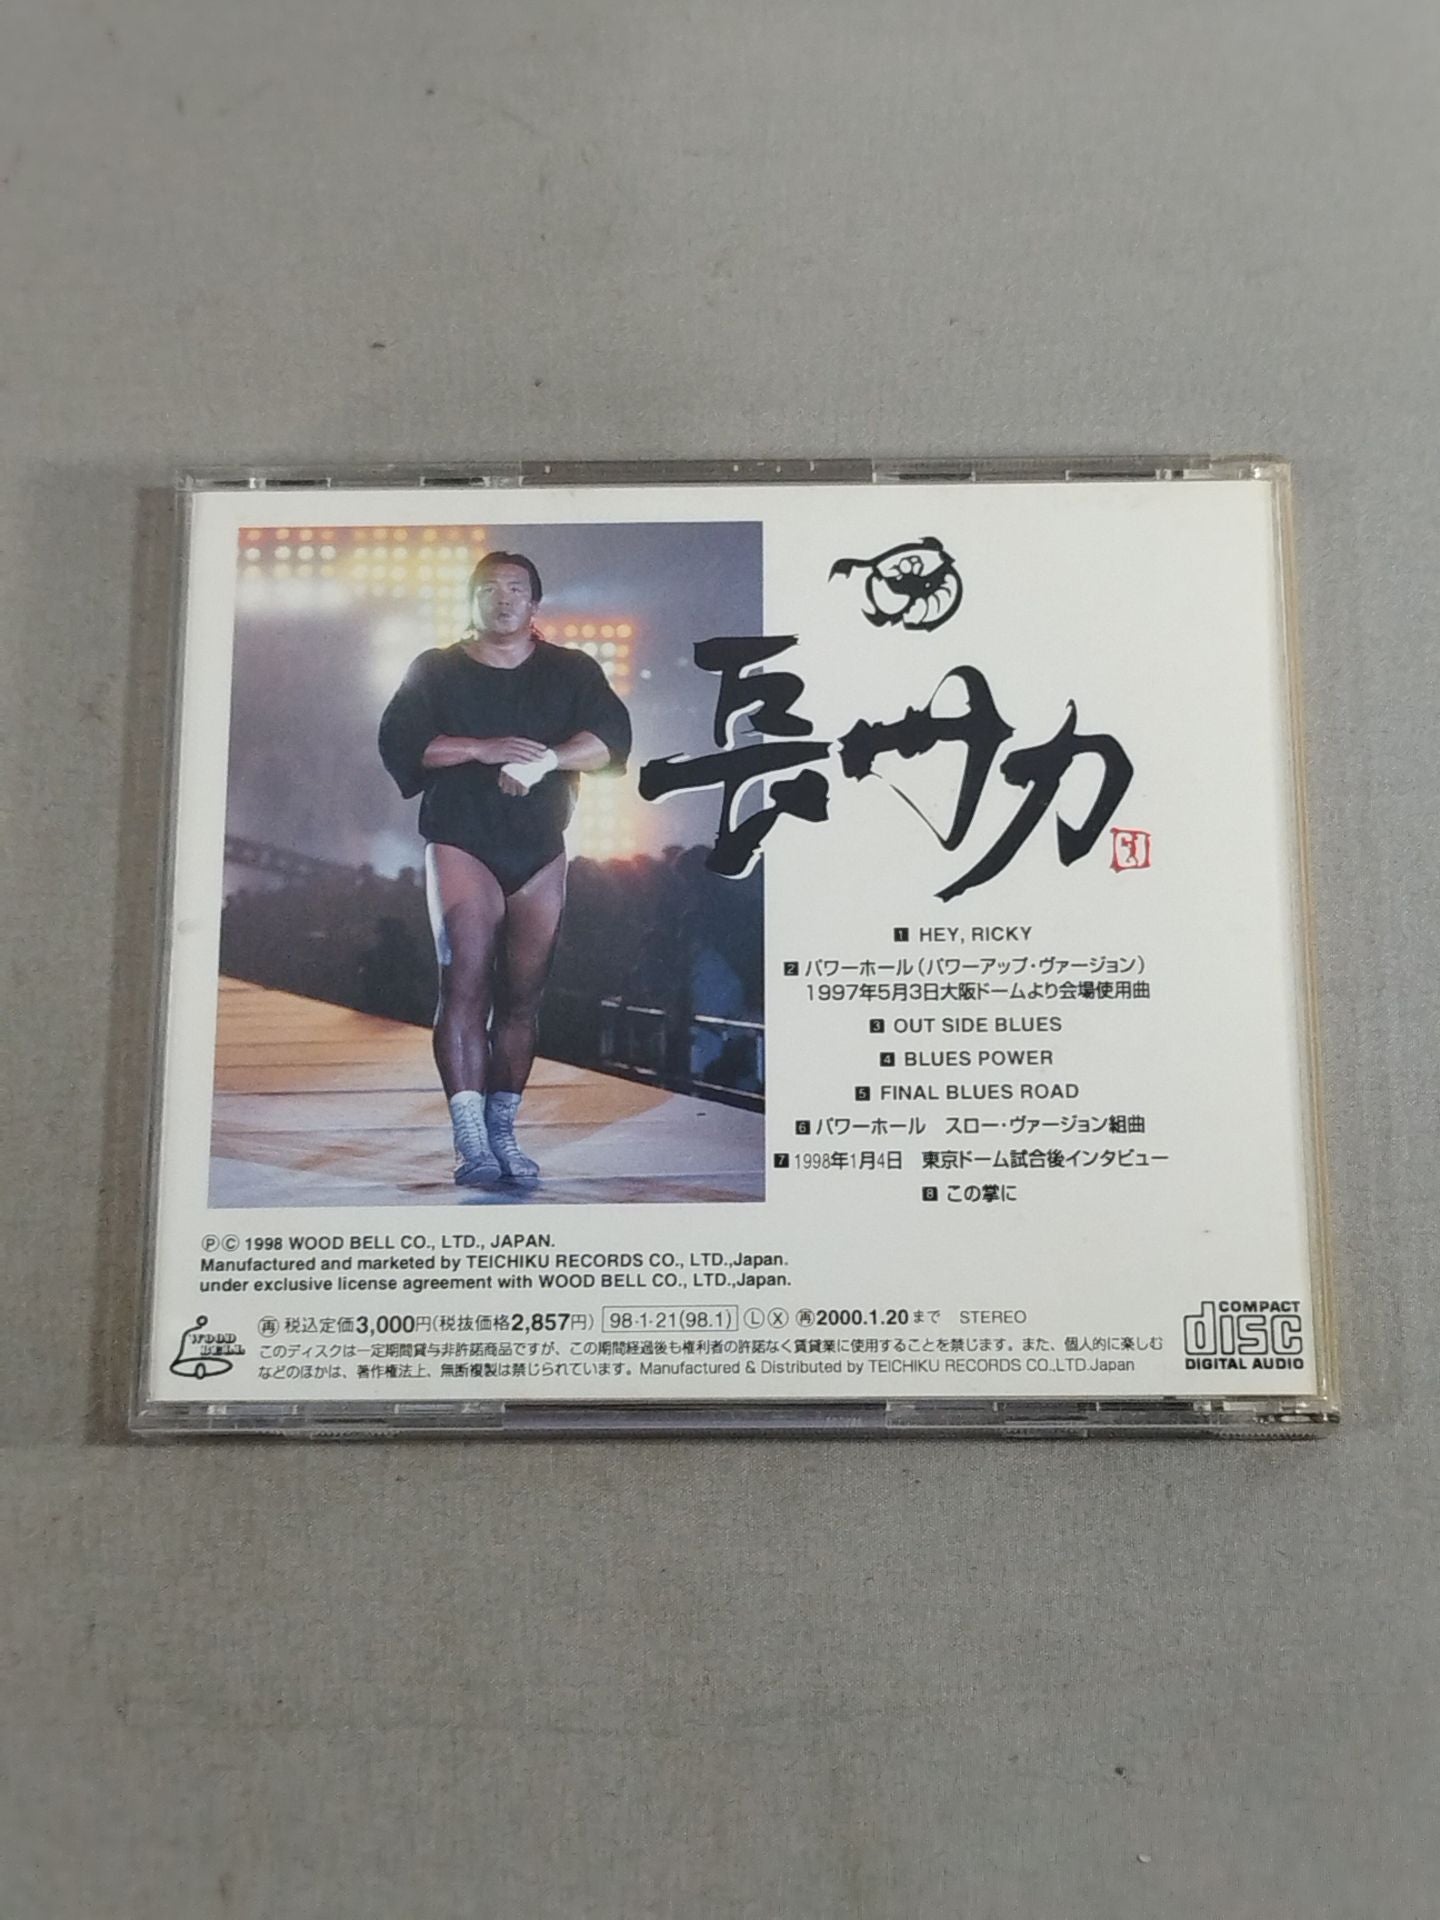 長州力
1 HEY, RICKY
2 パワーホール(パワーアップ・ヴァージョン)
1997年5月3日大阪ドームより会場使用曲
3 OUT SIDE BLUES
4 BLUES POWER
5 FINAL BLUES ROAD
6 パワーホール スロー・ヴァージョン組曲
7 1998年1月4日 東京ドーム試合後インタビュー
8 この掌に
Ⓟ© 1998 WOOD BELL CO., LTD., JAPAN.
Manufactured and marketed by TEICHIKU RECORDS CO., LTD.,Japan.
under exclusive license agreement with WOOD BELL CO., LTD.,Japan.
WOOD
BELL
再 税込定価3,000円(税抜価格2,857円) 98・1・21(98.1) Ⓛ Ⓧ 再2000.1.20まで STEREO
このディスクは一定期間貸与非許諾商品ですが、この期間経過後も権利者の許諾なく賃貸業に使用することを禁じます。また、個人的に楽しむ
などのほかは、著作権法上、無断複製は禁じられています。Manufactured & Distributed by TEICHIKU RECORDS CO.,LTD.Japan
COMPACT
disc
DIGITAL AUDIO